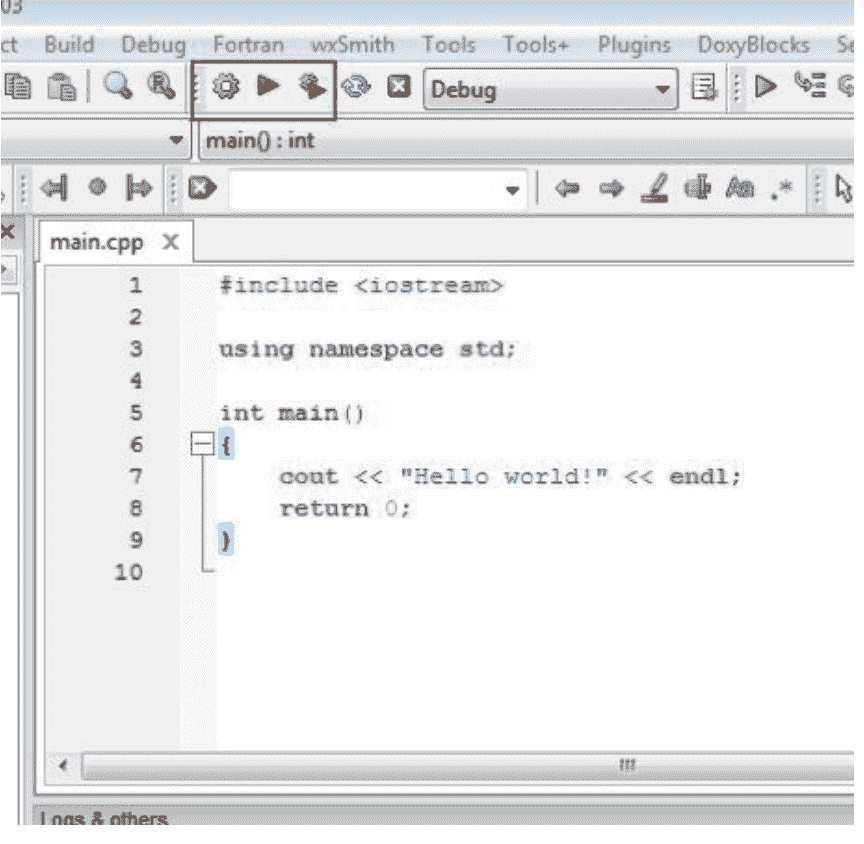 03
ct Build Debug Fortran wxSmith Tools Tools+ Plugins DoxyBlocks Se
Debug
main() : int
main.cpp X
1 #include <iostream>
2
3 using namespace std;
4
5 int main()
6 {
7 cout << "Hello world!" << endl;
8 return 0;
9 }
10
Logs & others